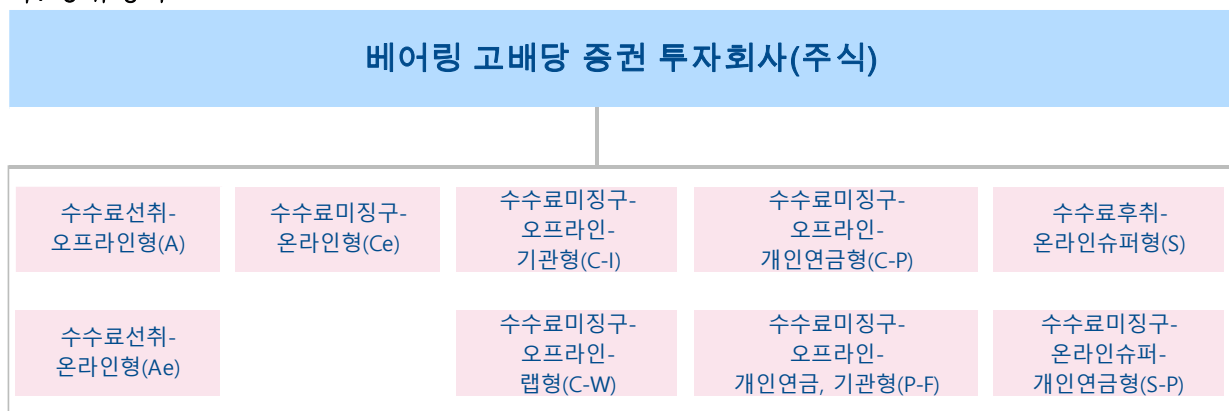 베어링 고배당 증권 투자회사(주식)
수수료선취-
오프라인형(A)
수수료미징구-
온라인형(Ce)
수수료미징구-
오프라인-
기관형(C-I)
수수료미징구-
오프라인-
개인연금형(C-P)
수수료후취-
온라인슈퍼형(S)
수수료선취-
온라인형(Ae)
수수료미징구-
오프라인-
랩형(C-W)
수수료미징구-
오프라인-
개인연금, 기관형(P-F)
수수료미징구-
온라인슈퍼-
개인연금형(S-P)